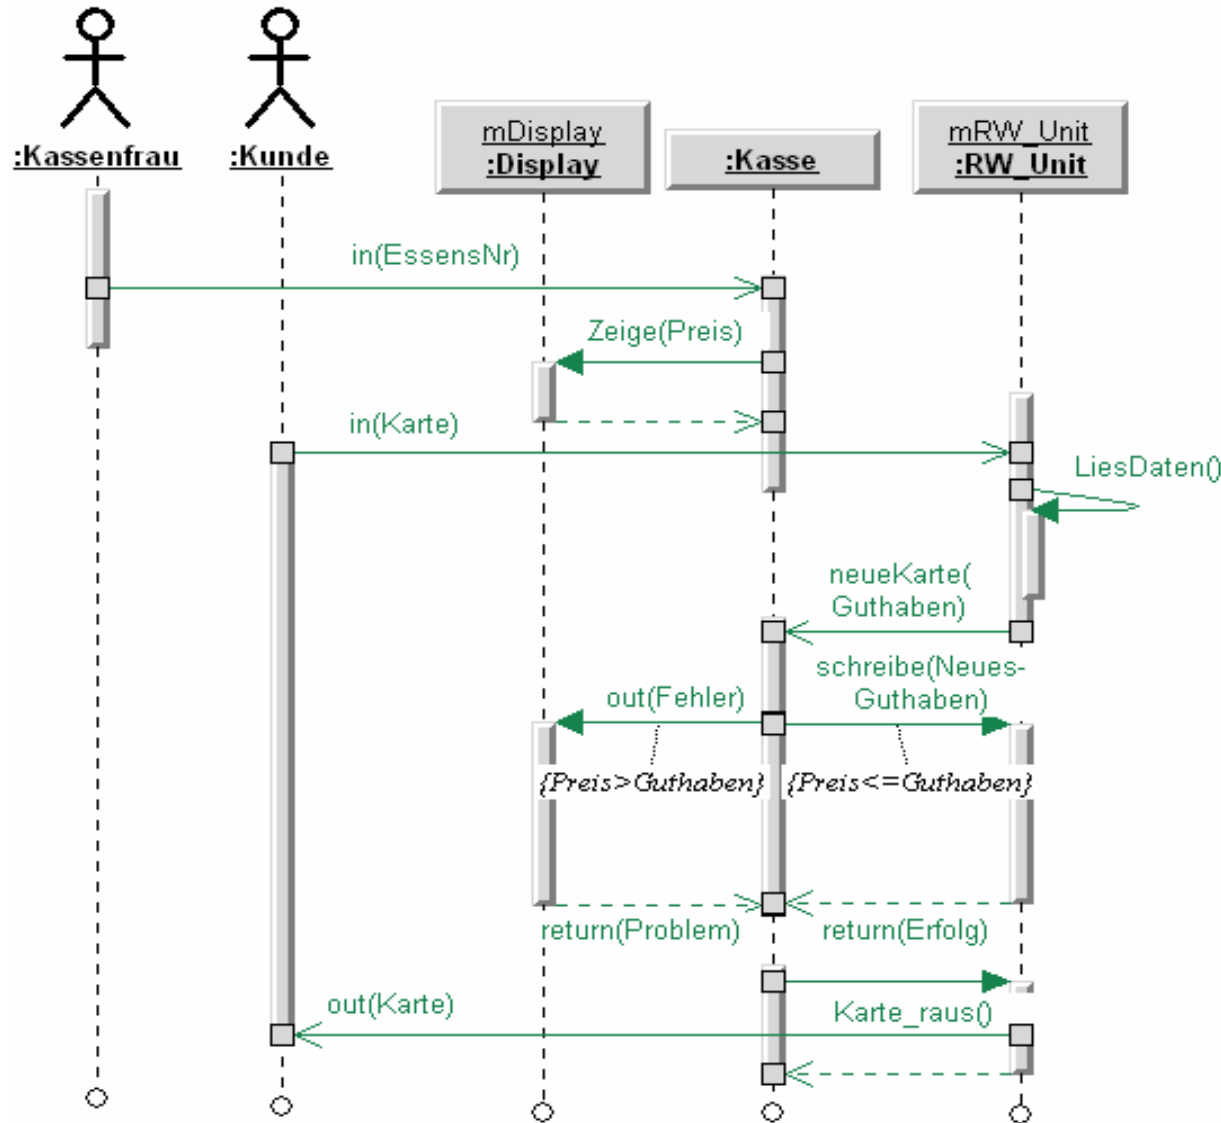 :Kassenfrau
:Kunde
mDisplay
:Display
:Kasse
mRW_Unit
:RW_Unit
in(EssensNr)
Zeige(Preis)
in(Karte)
LiesDaten()
neueKarte(
Guthaben)
schreibe(Neues-
Guthaben)
out(Fehler)
{Preis>Guthaben}
{Preis<=Guthaben}
return(Problem)
return(Erfolg)
out(Karte)
Karte_raus()